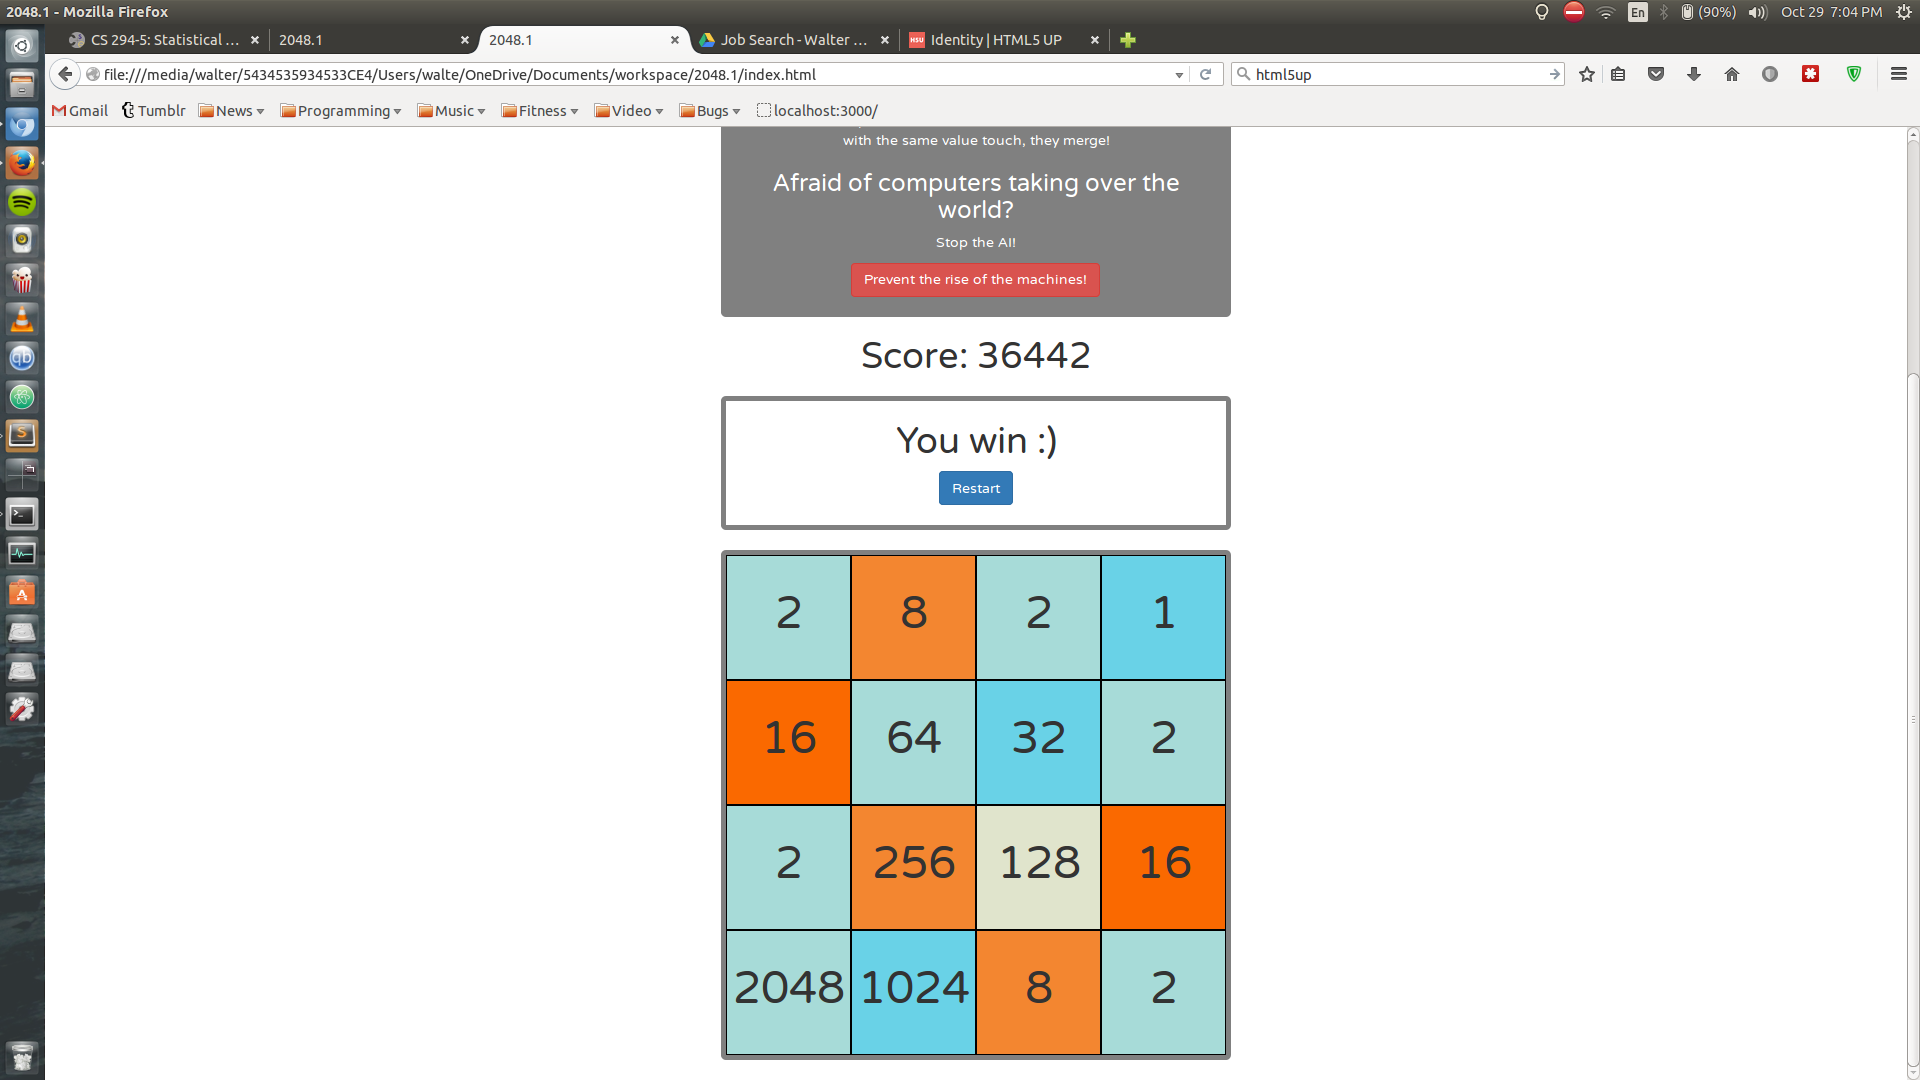 2048.1 - Mozilla Firefox
En
(90%)
Oct 29 7:04 PM
CS 294-5: Statistical ...
2048.1
2048.1
Job Search - Walter ...
HSU
Identity | HTML5 UP
file:///media/walter/5434535934533CE4/Users/walte/OneDrive/Documents/workspace/2048.1/index.html
html5up
Gmail
Tumblr
News
Programming
Music
Fitness
Video
Bugs
localhost:3000/
with the same value touch, they merge!
Afraid of computers taking over the
world?
Stop the AI!
Prevent the rise of the machines!
Score: 36442
You win :)
Restart
2 8 2 1
16 64 32 2
2 256 128 16
2048 1024 8 2